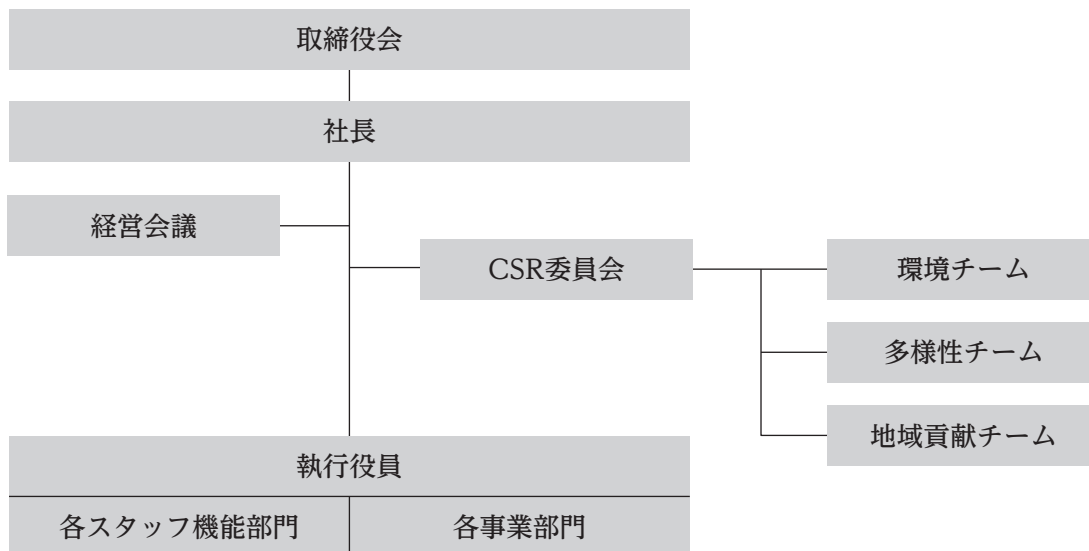 取締役会
社長
経営会議
CSR委員会
環境チーム
多様性チーム
地域貢献チーム
執行役員
各スタッフ機能部門
各事業部門